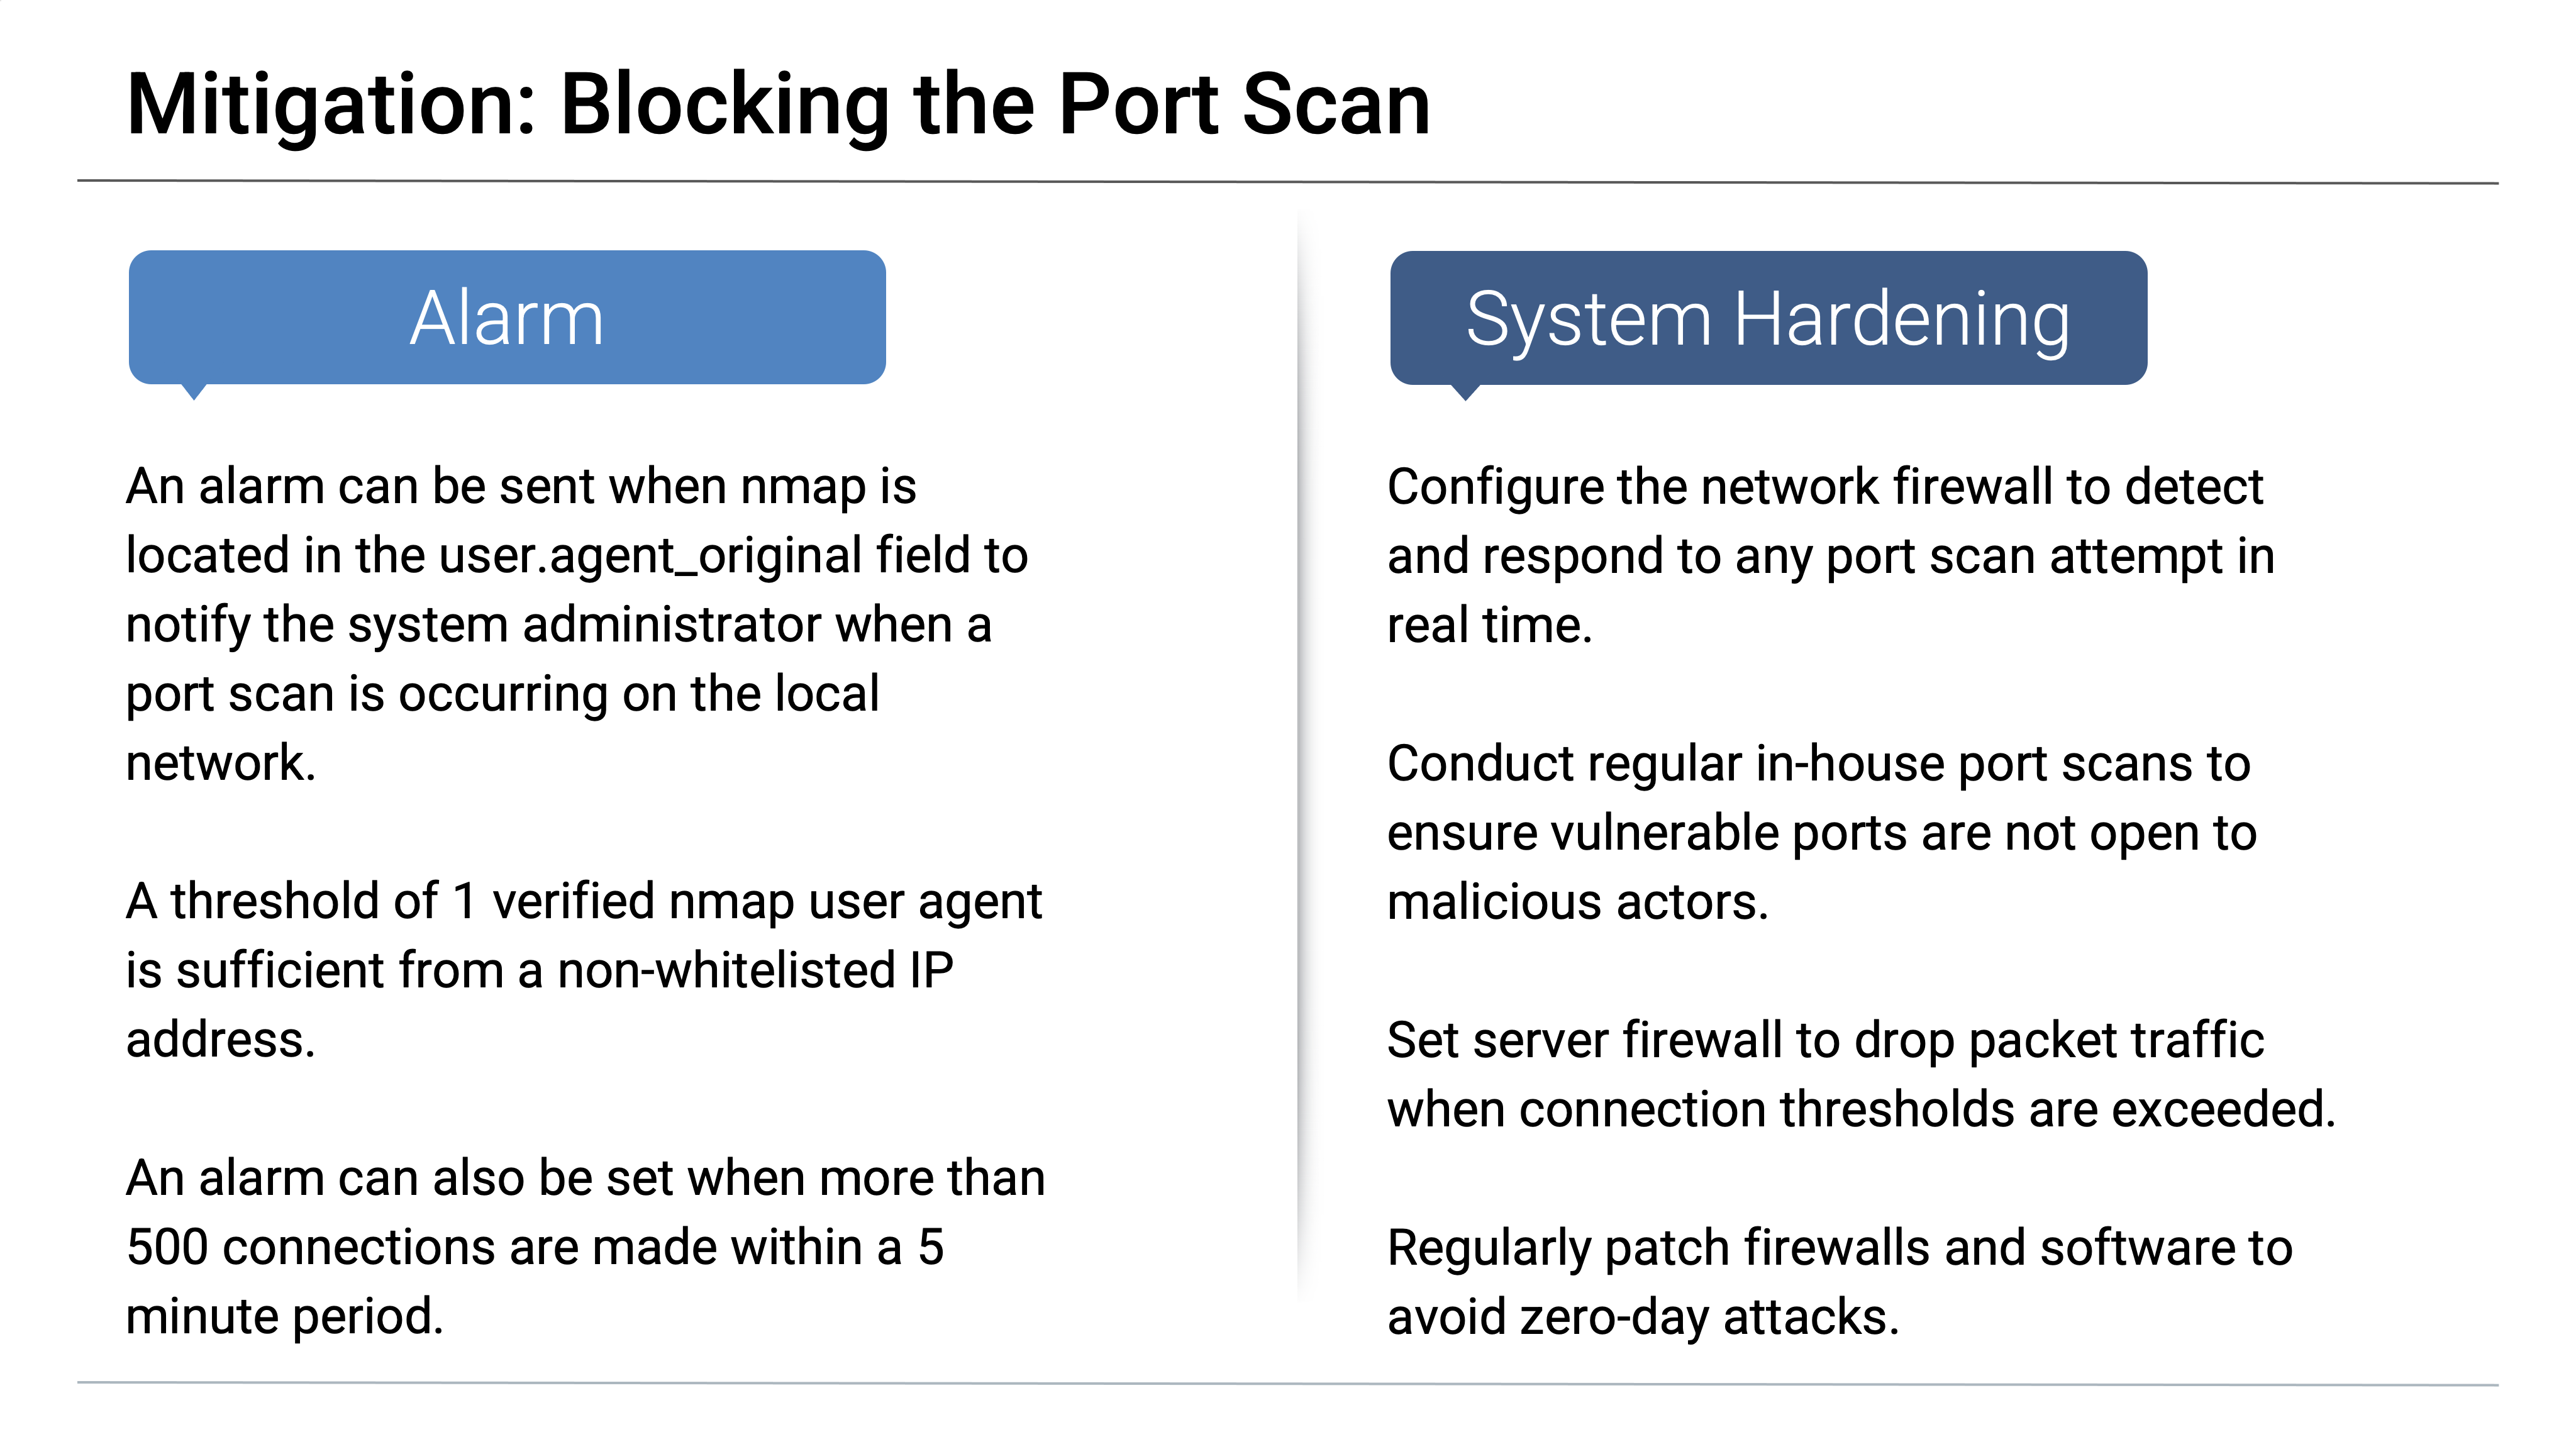 Mitigation: Blocking the Port Scan
Alarm
An alarm can be sent when nmap is
located in the user.agent_original field to
notify the system administrator when a
port scan is occurring on the local
network.
A threshold of 1 verified nmap user agent
is sufficient from a non-whitelisted IP
address.
An alarm can also be set when more than
500 connections are made within a 5
minute period.
System Hardening
Configure the network firewall to detect
and respond to any port scan attempt in
real time.
Conduct regular in-house port scans to
ensure vulnerable ports are not open to
malicious actors.
Set server firewall to drop packet traffic
when connection thresholds are exceeded.
Regularly patch firewalls and software to
avoid zero-day attacks.